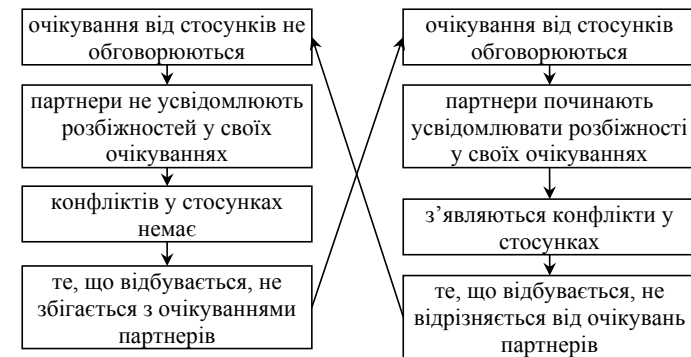 очікування від стосунків не
обговорюються
партнери не усвідомлюють
розбіжностей у своїх
очікуваннях
конфліктів у стосунках
немає
те, що відбувається, не
збігається з очікуваннями
партнерів
очікування від стосунків
обговорюються
партнери починають
усвідомлювати розбіжності
у своїх очікуваннях
з’являються конфлікти у
стосунках
те, що відбувається, не
відрізняється від очікувань
партнерів